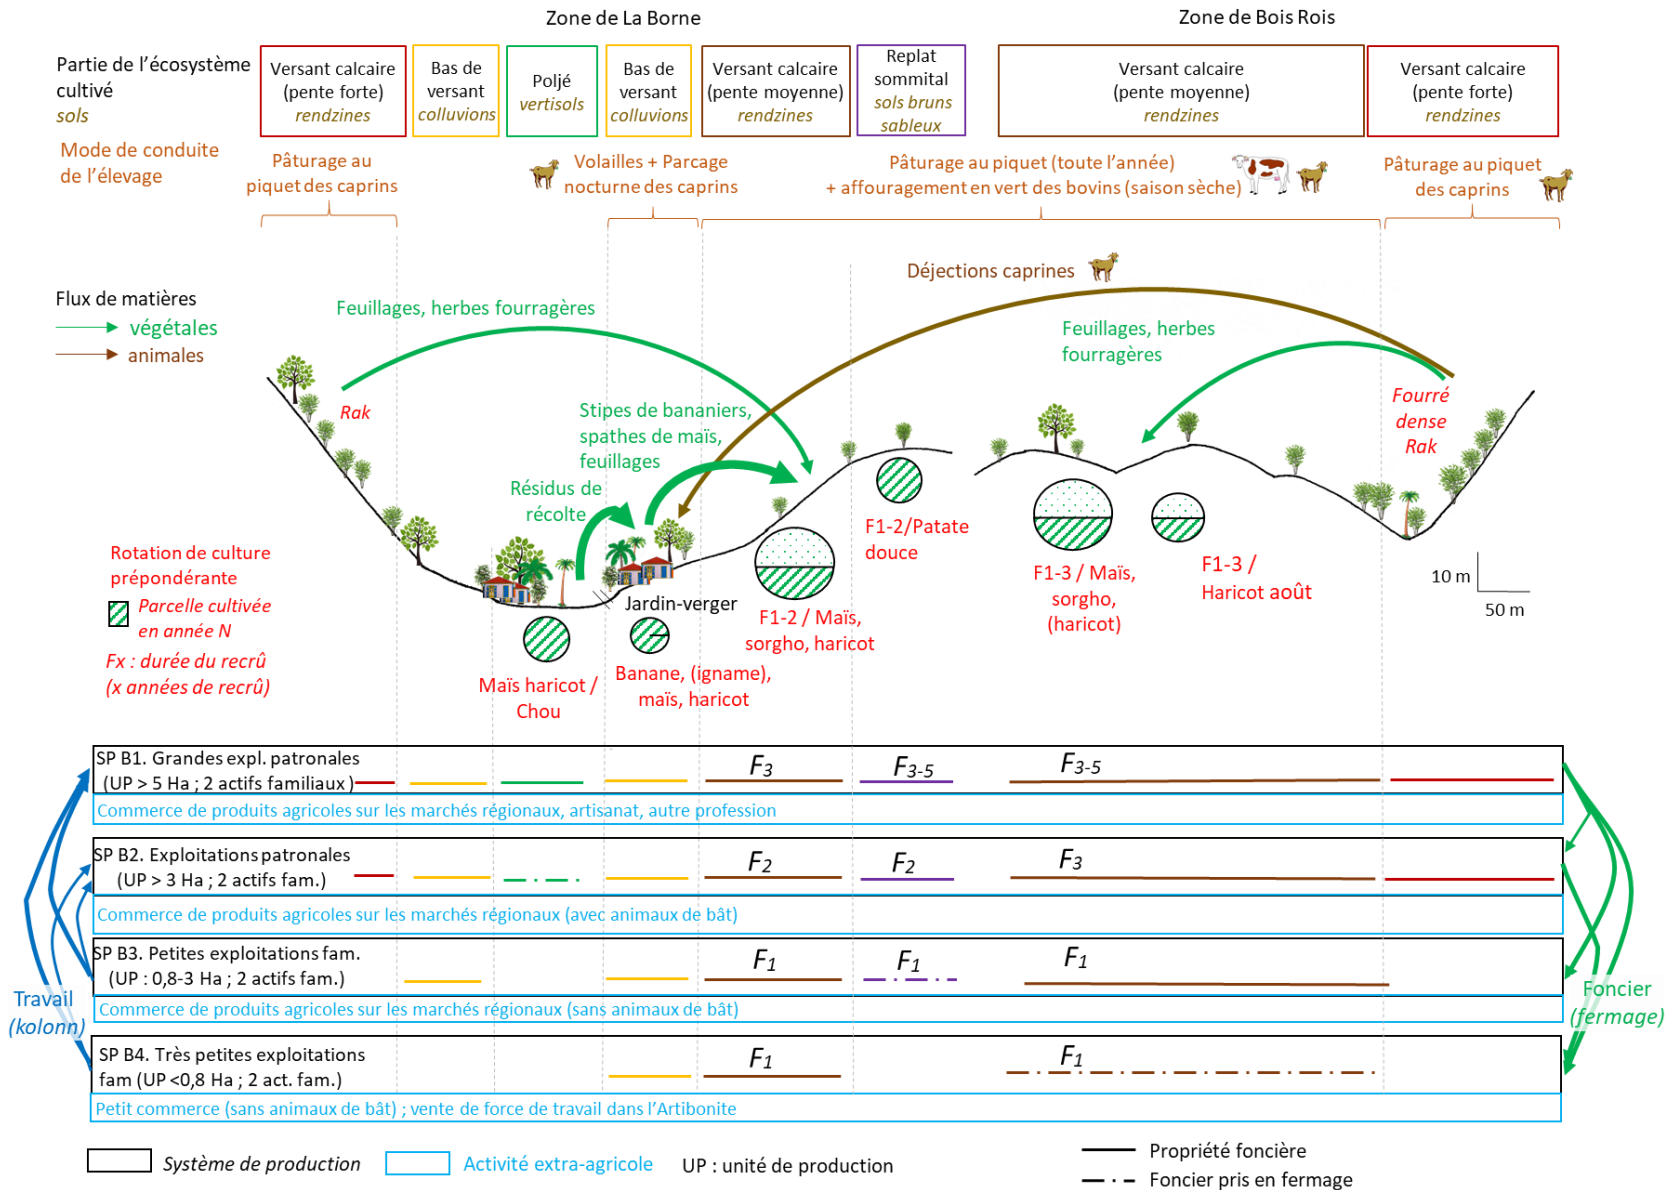 Zone de La Borne
Zone de Bois Rois
Partie de l'écosystème
cultivé
sols
Versant calcaire
(pente forte)
rendzines
Bas de
versant
colluvions
Poljé
vertisols
Bas de
versant
colluvions
Versant calcaire
(pente moyenne)
rendzines
Replat
sommital
sols bruns
sableux
Versant calcaire
(pente moyenne)
rendzines
Versant calcaire
(pente forte)
rendzines
Mode de conduite
de l'élevage
Pâturage au
piquet des caprins
Volailles + Parcage
nocturne des caprins
Pâturage au piquet (toute l'année)
+ affouragement en vert des bovins (saison sèche)
Pâturage au piquet
des caprins
Déjections caprines
Flux de matières
végétales
animales
Feuillages, herbes fourragères
Feuillages, herbes
fourragères
Rak
Stipes de bananiers,
spathes de maïs,
feuillages
Fourré
dense
Rak
Résidus de
récolte
F1-2/Patate
douce
Rotation de culture
prépondérante
Parcelle cultivée
en année N
Fx : durée du recrû
(x années de recrû)
Jardin-verger
F1-2 / Maïs,
sorgho, haricot
F1-3 / Maïs,
sorgho,
(haricot)
F1-3 /
Haricot août
10 m
50 m
Maïs haricot /
Chou
Banane, (igname),
maïs, haricot
SP B1. Grandes expl. patronales
(UP > 5 Ha ; 2 actifs familiaux )
F3
F3-5
F3-5
Commerce de produits agricoles sur les marchés régionaux, artisanat, autre profession
SP B2. Exploitations patronales
(UP > 3 Ha ; 2 actifs fam.)
F2
F2
F3
Commerce de produits agricoles sur les marchés régionaux (avec animaux de bât)
SP B3. Petites exploitations fam.
(UP : 0,8-3 Ha ; 2 actifs fam.)
F1
F1
F1
Commerce de produits agricoles sur les marchés régionaux (sans animaux de bât)
Travail
(kolonn)
Foncier
(fermage)
SP B4. Très petites exploitations
fam (UP <0,8 Ha ; 2 act. fam.)
F1
F1
Petit commerce (sans animaux de bât) ; vente de force de travail dans l'Artibonite
Système de production
Activité extra-agricole
UP : unité de production
Propriété foncière
Foncier pris en fermage